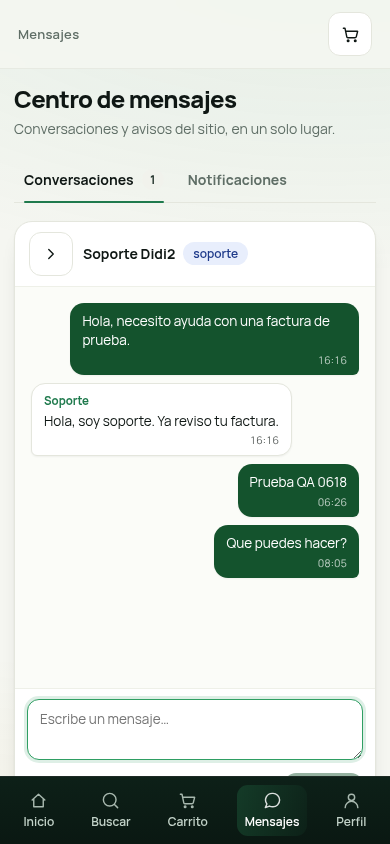 Mensajes
Centro de mensajes
Conversaciones y avisos del sitio, en un solo lugar.
Conversaciones 1 Notificaciones
Soporte Didi2 soporte
Hola, necesito ayuda con una factura de
prueba.
16:16
Soporte
Hola, soy soporte. Ya reviso tu factura.
16:16
Prueba QA 0618
06:26
Que puedes hacer?
08:05
Escribe un mensaje...
Inicio Buscar Carrito Mensajes Perfil